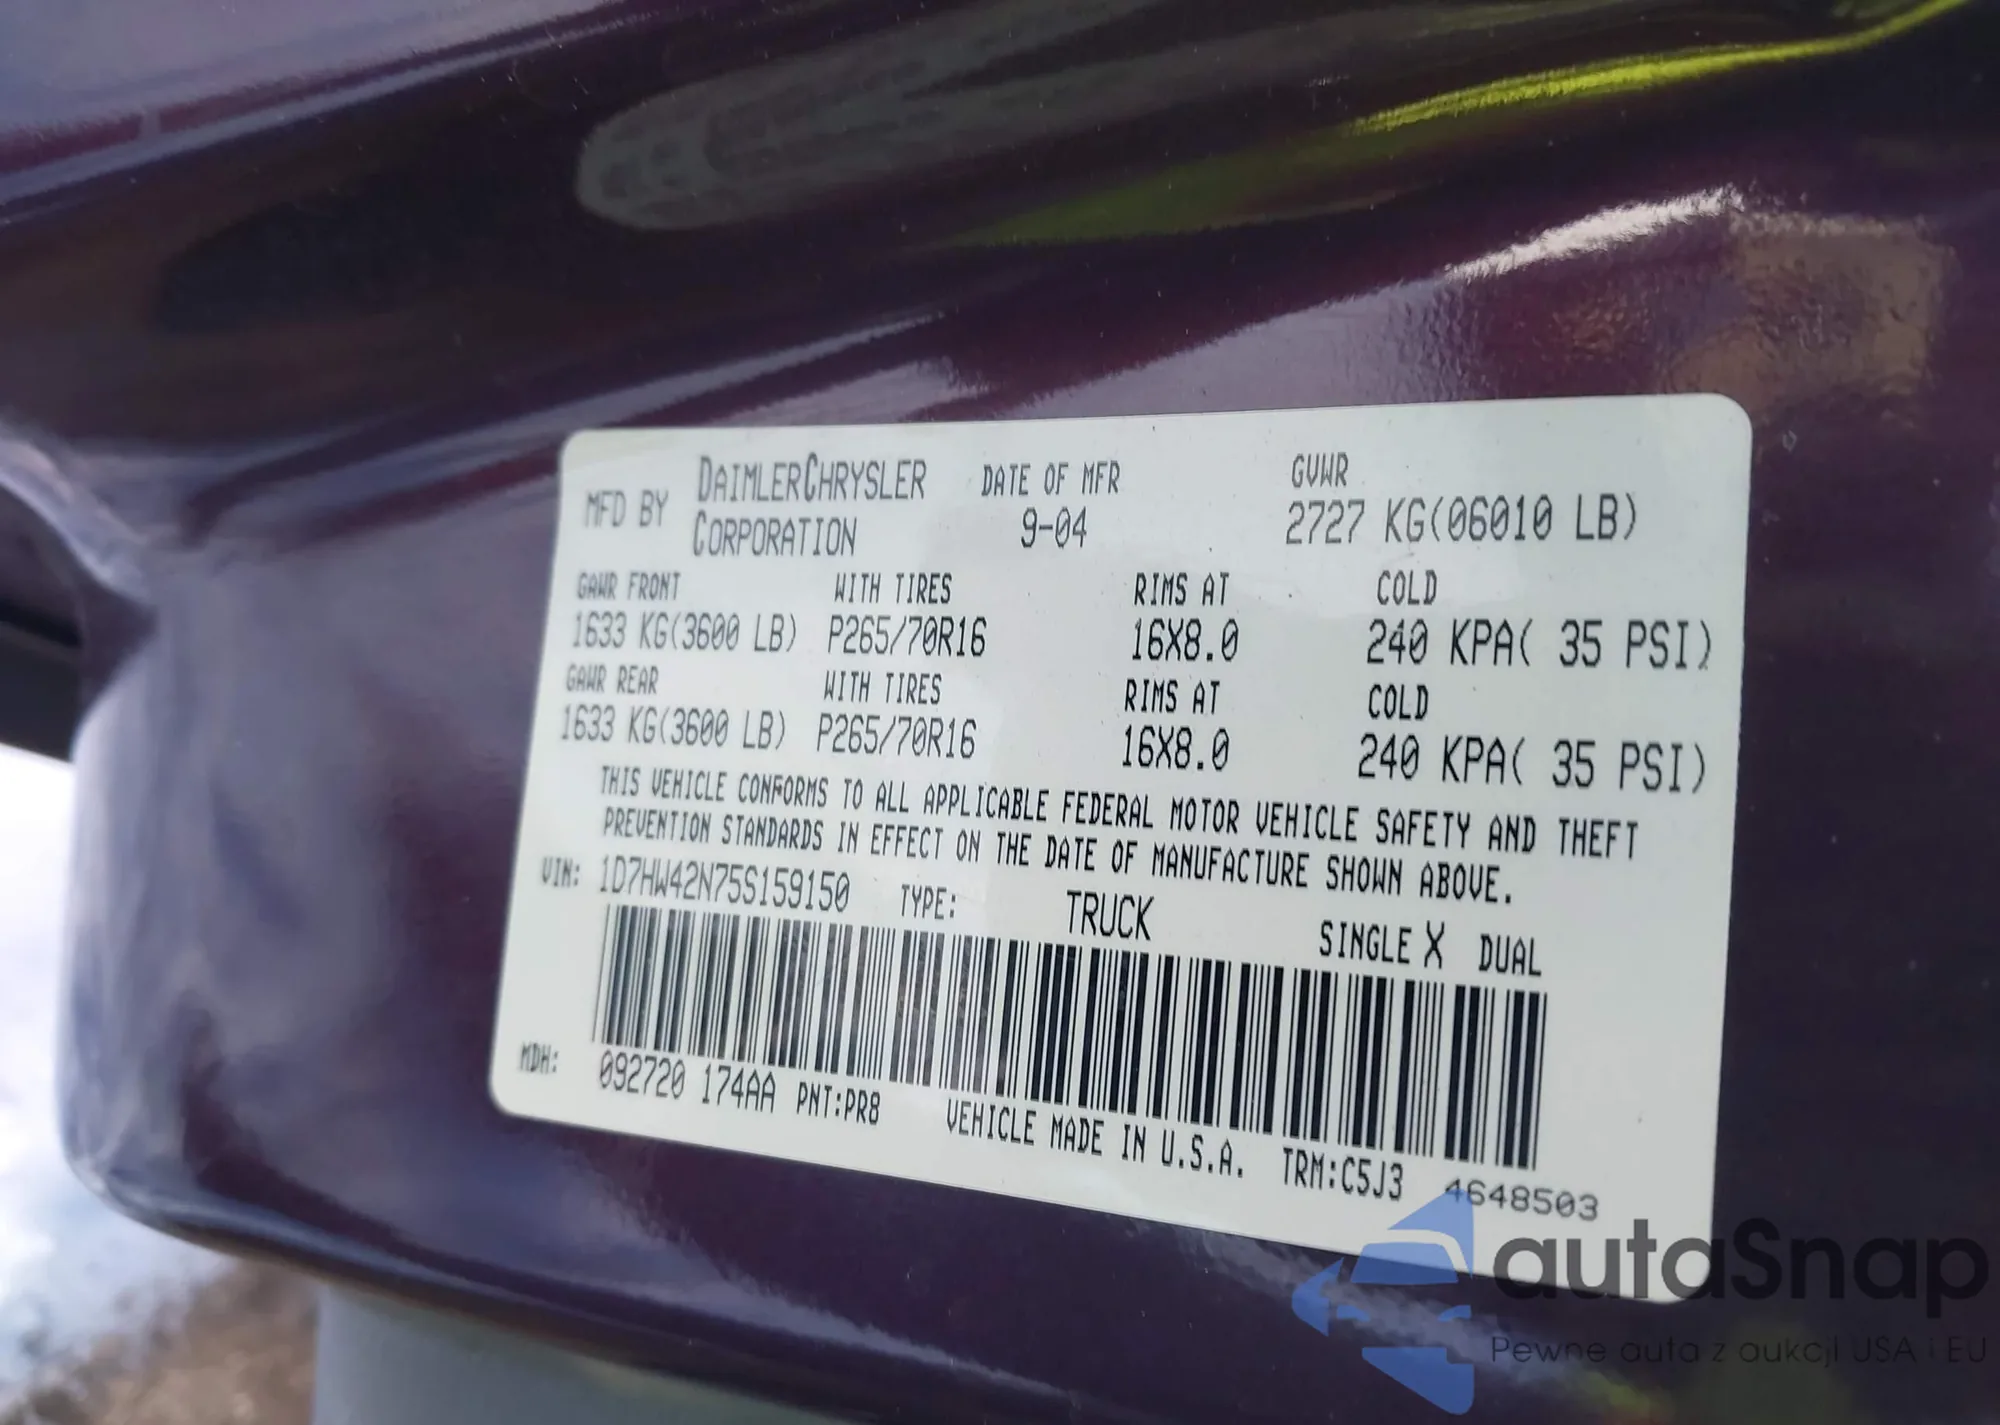 MFD BY DAIMLERCHRYSLER CORPORATION DATE OF MFR 9-04 GVWR 2727 KG(06010 LB)
GAWR FRONT WITH TIRES RIMS AT COLD
1633 KG(3600 LB) P265/70R16 16X8.0 240 KPA( 35 PSI)
GAWR REAR WITH TIRES RIMS AT COLD
1633 KG(3600 LB) P265/70R16 16X8.0 240 KPA( 35 PSI)
THIS VEHICLE CONFORMS TO ALL APPLICABLE FEDERAL MOTOR VEHICLE SAFETY AND THEFT
PREVENTION STANDARDS IN EFFECT ON THE DATE OF MANUFACTURE SHOWN ABOVE.
VIN: 1D7HW42N75S159150 TYPE: TRUCK SINGLE X DUAL
MDH: 092720 174AA PNT:PR8 VEHICLE MADE IN U.S.A. TRM:C5J3 4648503
autaSnap
Pewne auta z aukcji USA i EU